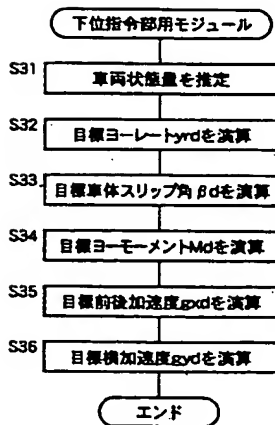 下位指令部用モジュール
S31
車両状態量を推定
S32
目標ヨーレートyrdを演算
S33
目標車体スリップ角βdを演算
S34
目標ヨーモーメントMdを演算
S35
目標前後加速度gxdを演算
S36
目標横加速度gydを演算
エンド